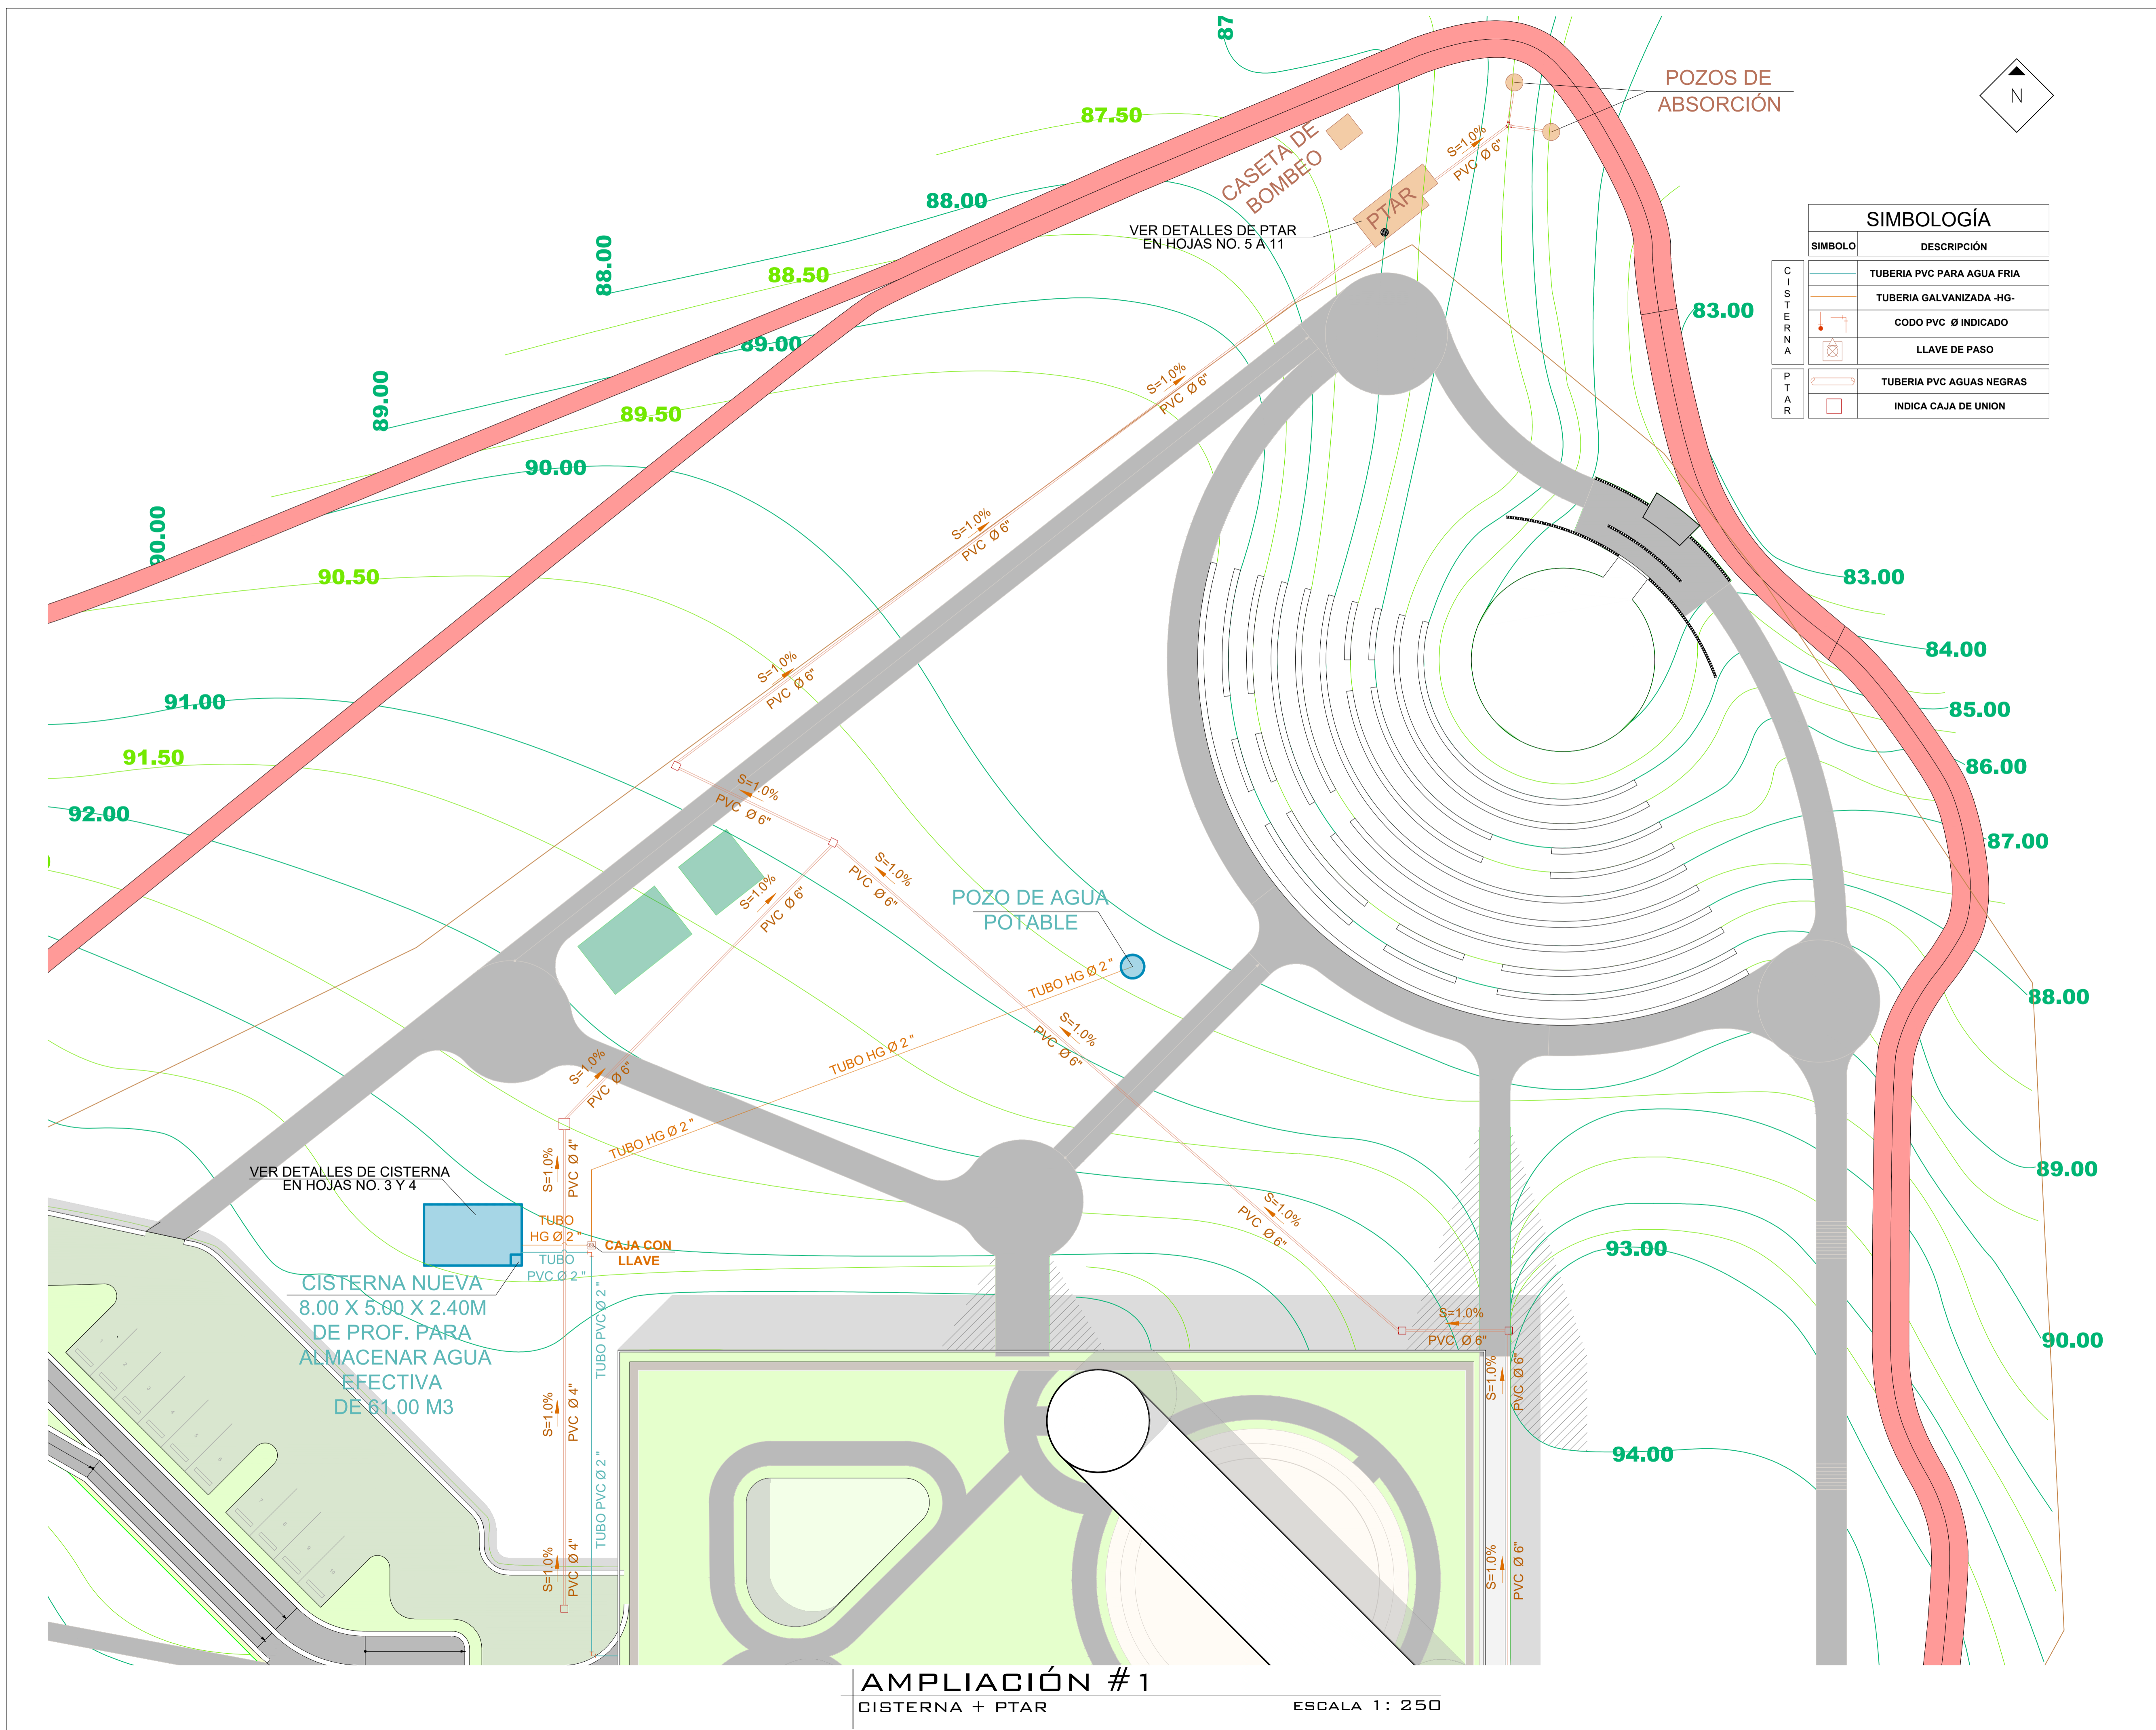 87
POZOS DE
ABSORCIÓN
N
87.50
CASETA DE
BOMBEO
S=1.0%
PVC Ø 6"
PTAR
88.00
VER DETALLES DE PTAR
EN HOJAS NO. 5 A 11
SIMBOLOGÍA
SIMBOLO
DESCRIPCIÓN
CISTERNA
TUBERIA PVC PARA AGUA FRIA
TUBERIA GALVANIZADA -HG-
CODO PVC Ø INDICADO
LLAVE DE PASO
PTAR
TUBERIA PVC AGUAS NEGRAS
INDICA CAJA DE UNION
88.00
88.50
83.00
89.00
89.00
89.50
S=1.0%
PVC Ø 6"
90.00
90.00
S=1.0%
PVC Ø 6"
90.50
83.00
84.00
S=1.0%
PVC Ø 6"
91.00
85.00
91.50
86.00
92.00
S=1.0%
PVC Ø 6"
87.00
S=1.0%
PVC Ø 6"
S=1.0%
PVC Ø 6"
POZO DE AGUA
POTABLE
TUBO HG Ø 2 "
88.00
S=1.0%
PVC Ø 6"
TUBO HG Ø 2 "
S=1.0%
PVC Ø 6"
TUBO HG Ø 2 "
89.00
S=1.0%
PVC Ø 4"
VER DETALLES DE CISTERNA
EN HOJAS NO. 3 Y 4
S=1.0%
PVC Ø 6"
TUBO
HG Ø 2 "
CAJA CON
LLAVE
TUBO
PVC Ø 2 "
93.00
CISTERNA NUEVA
8.00 X 5.00 X 2.40M
DE PROF. PARA
ALMACENAR AGUA
EFECTIVA
DE 61.00 M3
TUBO PVC Ø 2 "
S=1.0%
PVC Ø 6"
90.00
S=1.0%
PVC Ø 4"
S=1.0%
PVC Ø 6"
94.00
TUBO PVC Ø 2 "
S=1.0%
PVC Ø 4"
S=1.0%
PVC Ø 6"
AMPLIACIÓN #1
CISTERNA + PTAR
ESCALA 1: 250